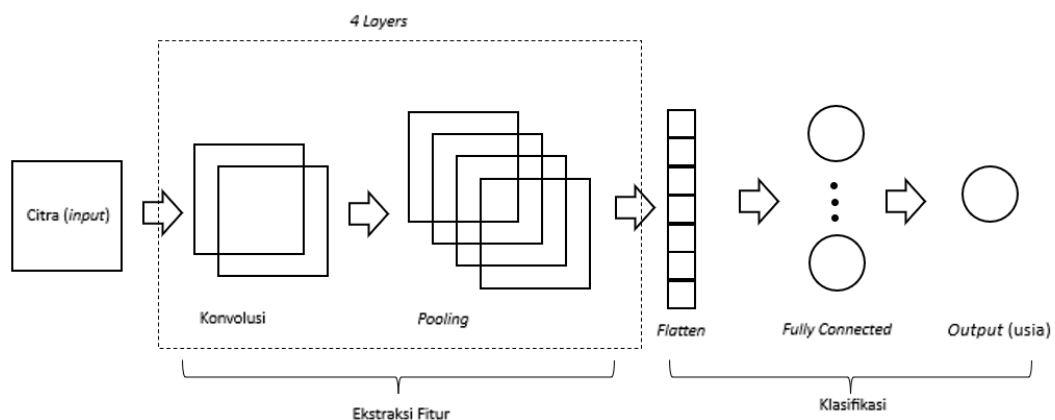 4 Layers
Citra (input)
Konvolusi
Pooling
Flatten
Fully Connected
Output (usia)
Ekstraksi Fitur
Klasifikasi